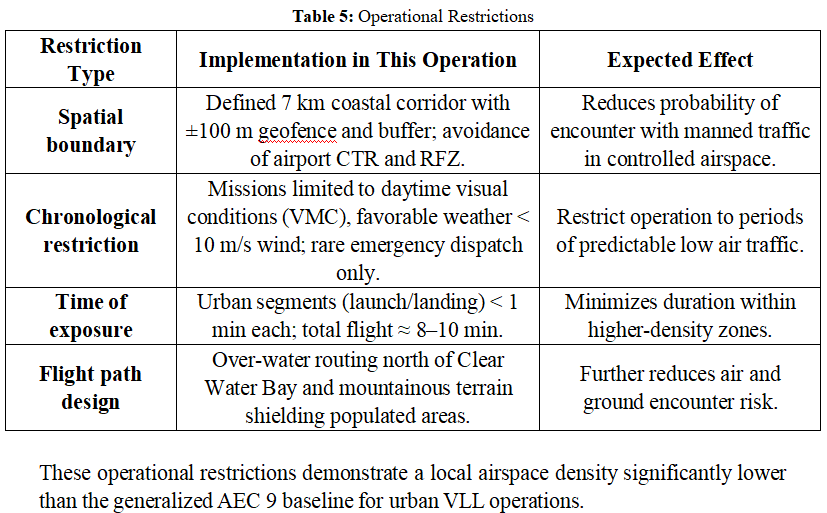 Table 5: Operational Restrictions
Restriction
Type
Implementation in This Operation
Expected Effect
Spatial
boundary
Defined 7 km coastal corridor with
±100 m geofence and buffer; avoidance
of airport CTR and RFZ.
Reduces probability of
encounter with manned traffic
in controlled airspace.
Chronological
restriction
Missions limited to daytime visual
conditions (VMC), favorable weather <
10 m/s wind; rare emergency dispatch
only.
Restrict operation to periods
of predictable low air traffic.
Time of
exposure
Urban segments (launch/landing) < 1
min each; total flight ≈ 8–10 min.
Minimizes duration within
higher-density zones.
Flight path
design
Over-water routing north of Clear
Water Bay and mountainous terrain
shielding populated areas.
Further reduces air and
ground encounter risk.
These operational restrictions demonstrate a local airspace density significantly lower
than the generalized AEC 9 baseline for urban VLL operations.